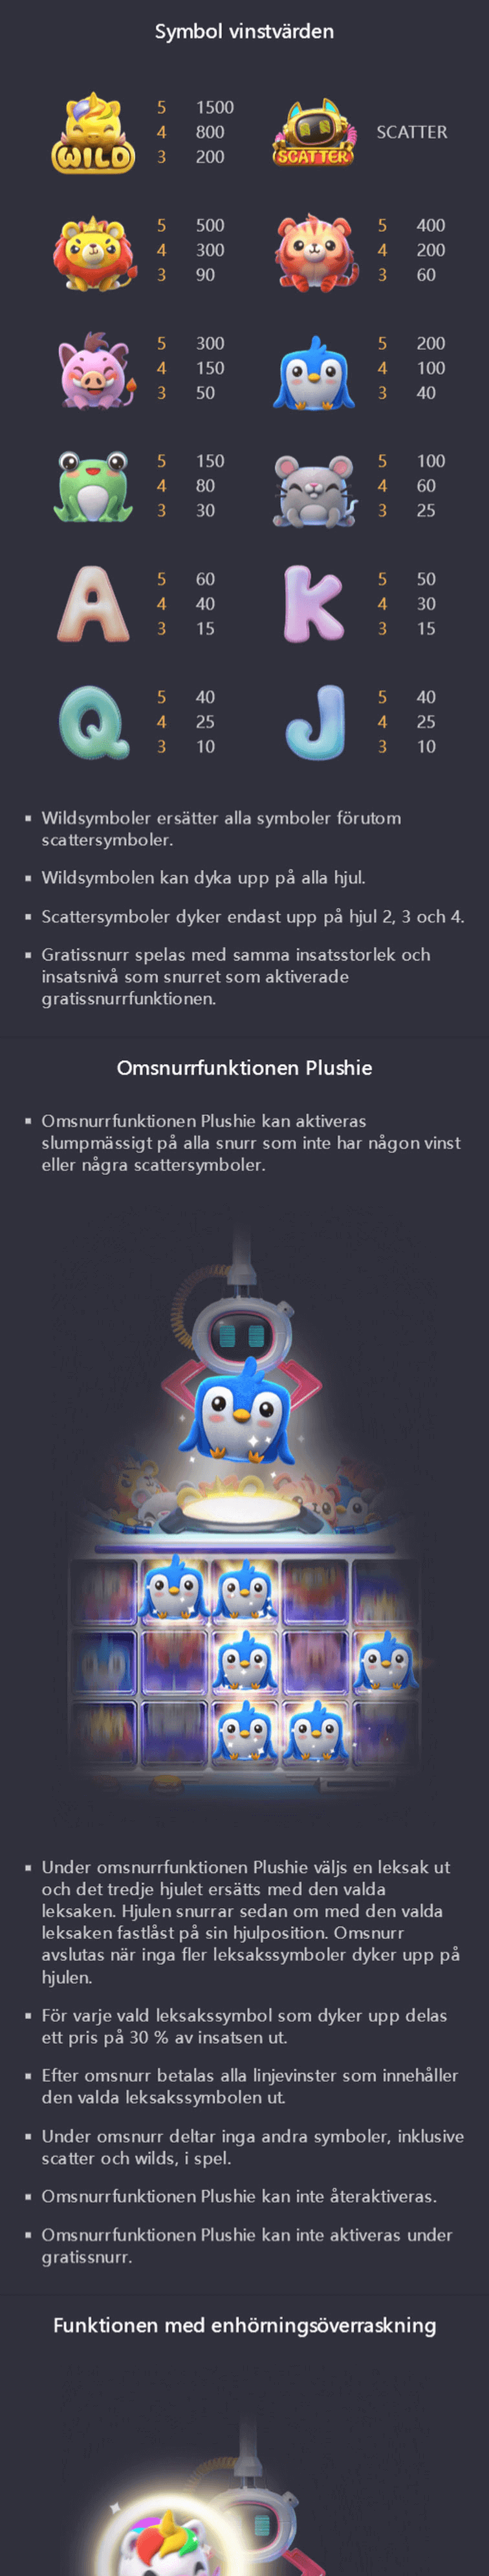 Symbol vinstvärden
5 1500
4 800
3 200
WILD
SCATTER
SCATTER
5 500
4 300
3 90
5 400
4 200
3 60
5 300
4 150
3 50
5 200
4 100
3 40
5 150
4 80
3 30
5 100
4 60
3 25
A
5 60
4 40
3 15
K
5 50
4 30
3 15
Q
5 40
4 25
3 10
J
5 40
4 25
3 10
▪ Wildsymboler ersätter alla symboler förutom
scattersymboler.
▪ Wildsymbolen kan dyka upp på alla hjul.
▪ Scattersymboler dyker endast upp på hjul 2, 3 och 4.
▪ Gratissnurr spelas med samma insatsstorlek och
insatsnivå som snurret som aktiverade
gratissnurrfunktionen.
Omsnurrfunktionen Plushie
▪ Omsnurrfunktionen Plushie kan aktiveras
slumpmässigt på alla snurr som inte har någon vinst
eller några scattersymboler.
▪ Under omsnurrfunktionen Plushie väljs en leksak ut
och det tredje hjulet ersätts med den valda
leksaken. Hjulen snurrar sedan om med den valda
leksaken fastlåst på sin hjulposition. Omsnurr
avslutas när inga fler leksakssymboler dyker upp på
hjulen.
▪ För varje vald leksakssymbol som dyker upp delas
ett pris på 30 % av insatsen ut.
▪ Efter omsnurr betalas alla linjevinster som innehåller
den valda leksakssymbolen ut.
▪ Under omsnurr deltar inga andra symboler, inklusive
scatter och wilds, i spel.
▪ Omsnurrfunktionen Plushie kan inte återaktiveras.
▪ Omsnurrfunktionen Plushie kan inte aktiveras under
gratissnurr.
Funktionen med enhörningsöverraskning